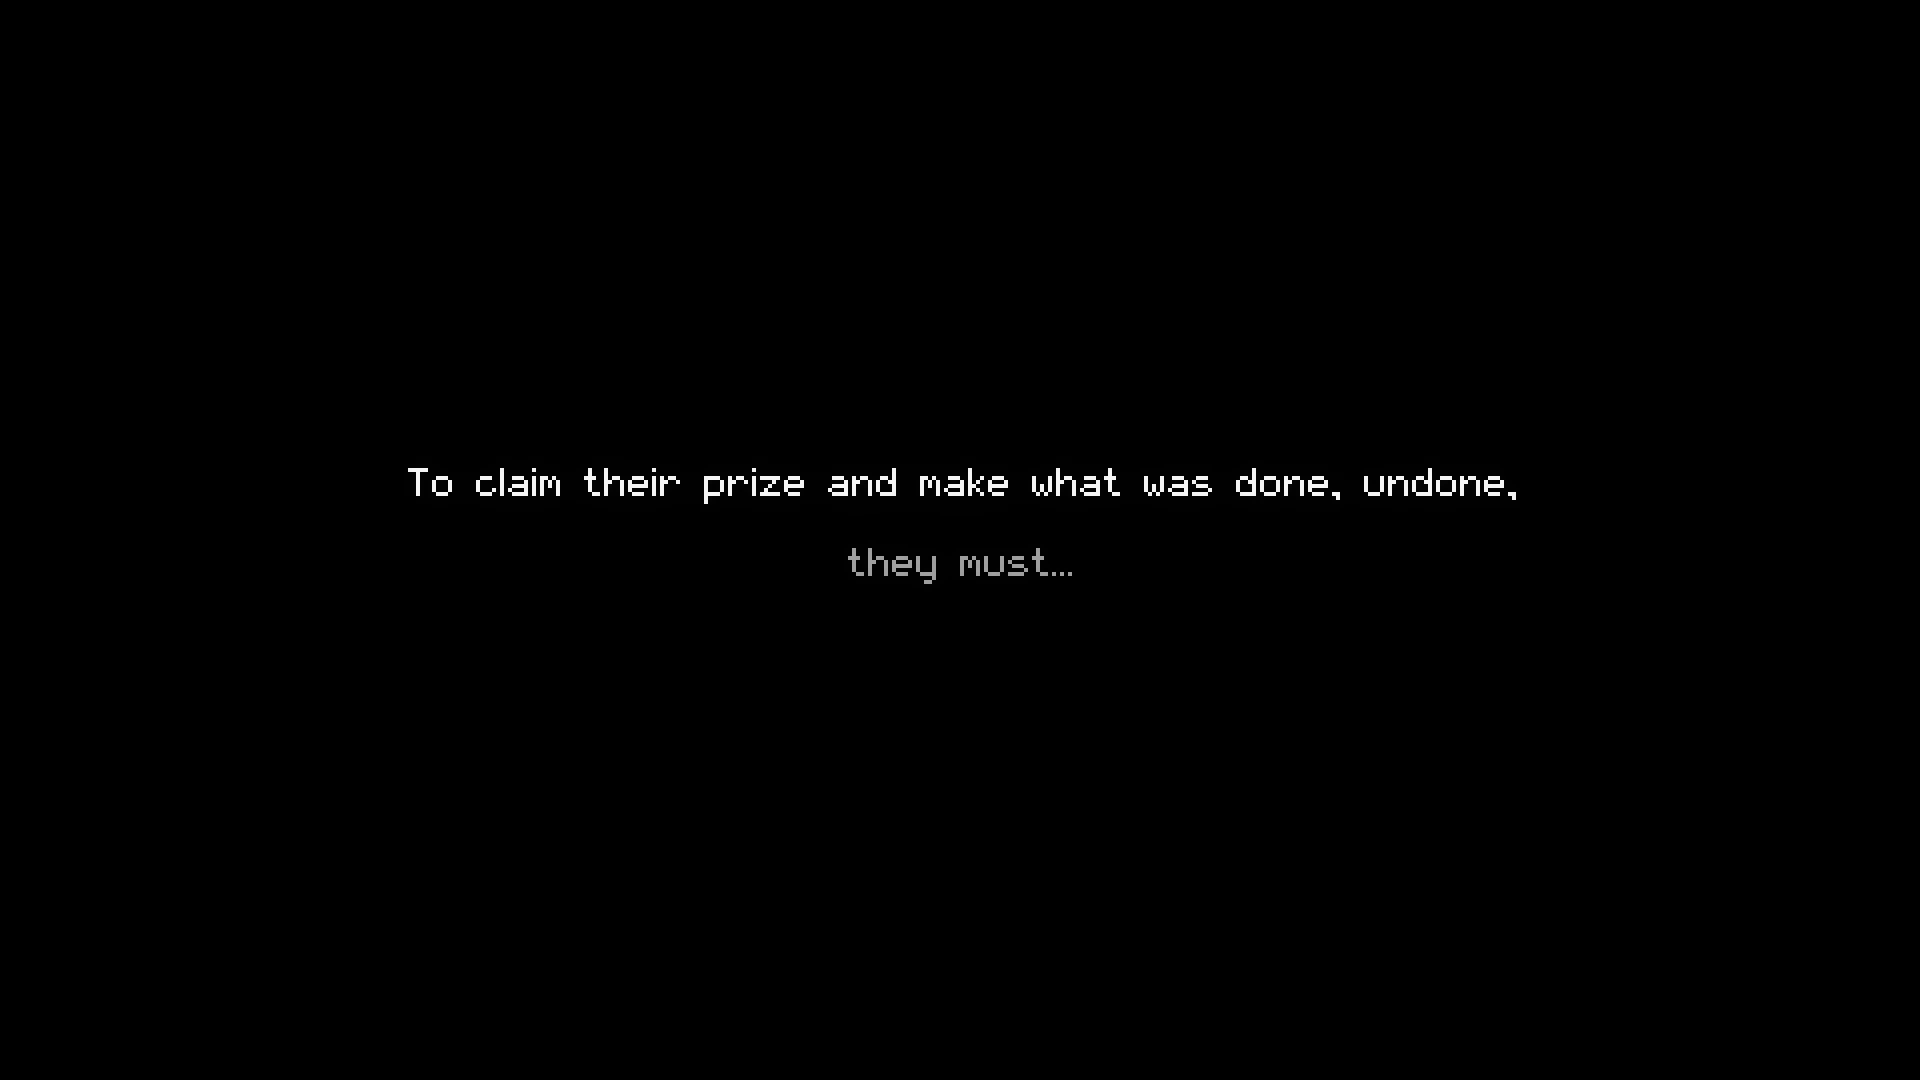 To claim their prize and make what was done, undone,
they must...